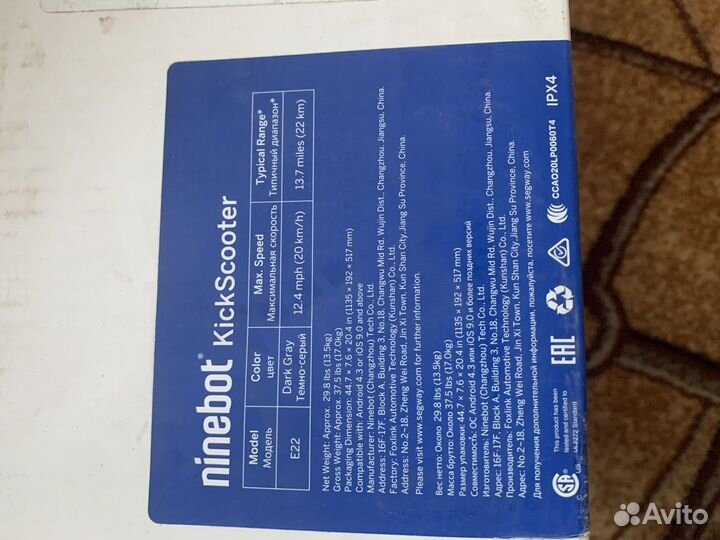 ninebot® KickScooter
Model Color Max. Speed Typical Range*
Модель цвет Максимальная скорость Типичный диапазон*
E22 Dark Gray 12.4 mph (20 km/h) 13.7 miles (22 km)
Темно-серый
Net Weight: Approx. 29.8 lbs (13.5kg)
Gross Weight: Approx. 37.5 lbs (17.0kg)
Packaging Dimension: 44.7 × 7.6 × 20.4 in (1135 × 192 × 517 mm)
Compatible with: Android 4.3 or iOS 9.0 and above
Manufacturer: Ninebot (Changzhou) Tech Co., Ltd.
Address: 16F-17F, Block A, Building 3, No.18, Changwu Mid Rd, Wujin Dist., Changzhou, Jiangsu, China.
Factory: Foxlink Automotive Technology (Kunshan) Co., Ltd.
Address: No.2-18, Zheng Wei Road, Jin Xi Town, Kun Shan City, Jiang Su Province, China.
Please visit www.segway.com for further information.
Вес нетто: Около 29.8 lbs (13.5kg)
Масса брутто: Около 37.5 lbs (17.0kg)
Размер упаковки: 44.7 × 7.6 × 20.4 in (1135 × 192 × 517 mm)
Совместимость: ОС Android 4.3 или iOS 9.0 и более поздних версий
Изготовитель: Ninebot (Changzhou) Tech Co., Ltd.
Адрес: 16F-17F, Block A, Building 3, No.18, Changwu Mid Rd. Wujin Dist., Changzhou, Jiangsu, China.
Производитель: Foxlink Automotive Technology (Kunshan) Co., Ltd.
Адрес: No.2-18, Zheng Wei Road, Jin Xi Town, Kun Shan City, Jiang Su Province, China.
Для получения дополнительной информации, пожалуйста, посетите www.segway.com
This product has been
tested and certified to
UL2272 Standard
US
EAC
CCAO20LP0060T4
IPX4
Avito